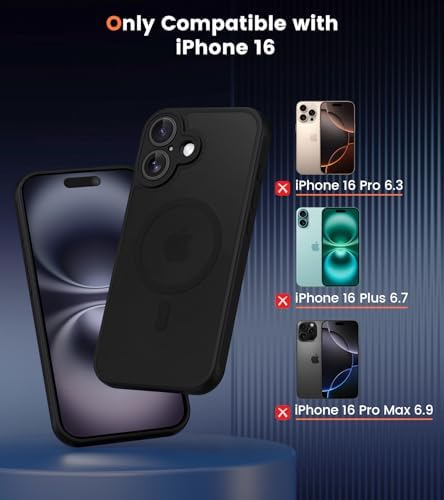 Only Compatible with
iPhone 16
iPhone 16 Pro 6.3
iPhone 16 Plus 6.7
iPhone 16 Pro Max 6.9